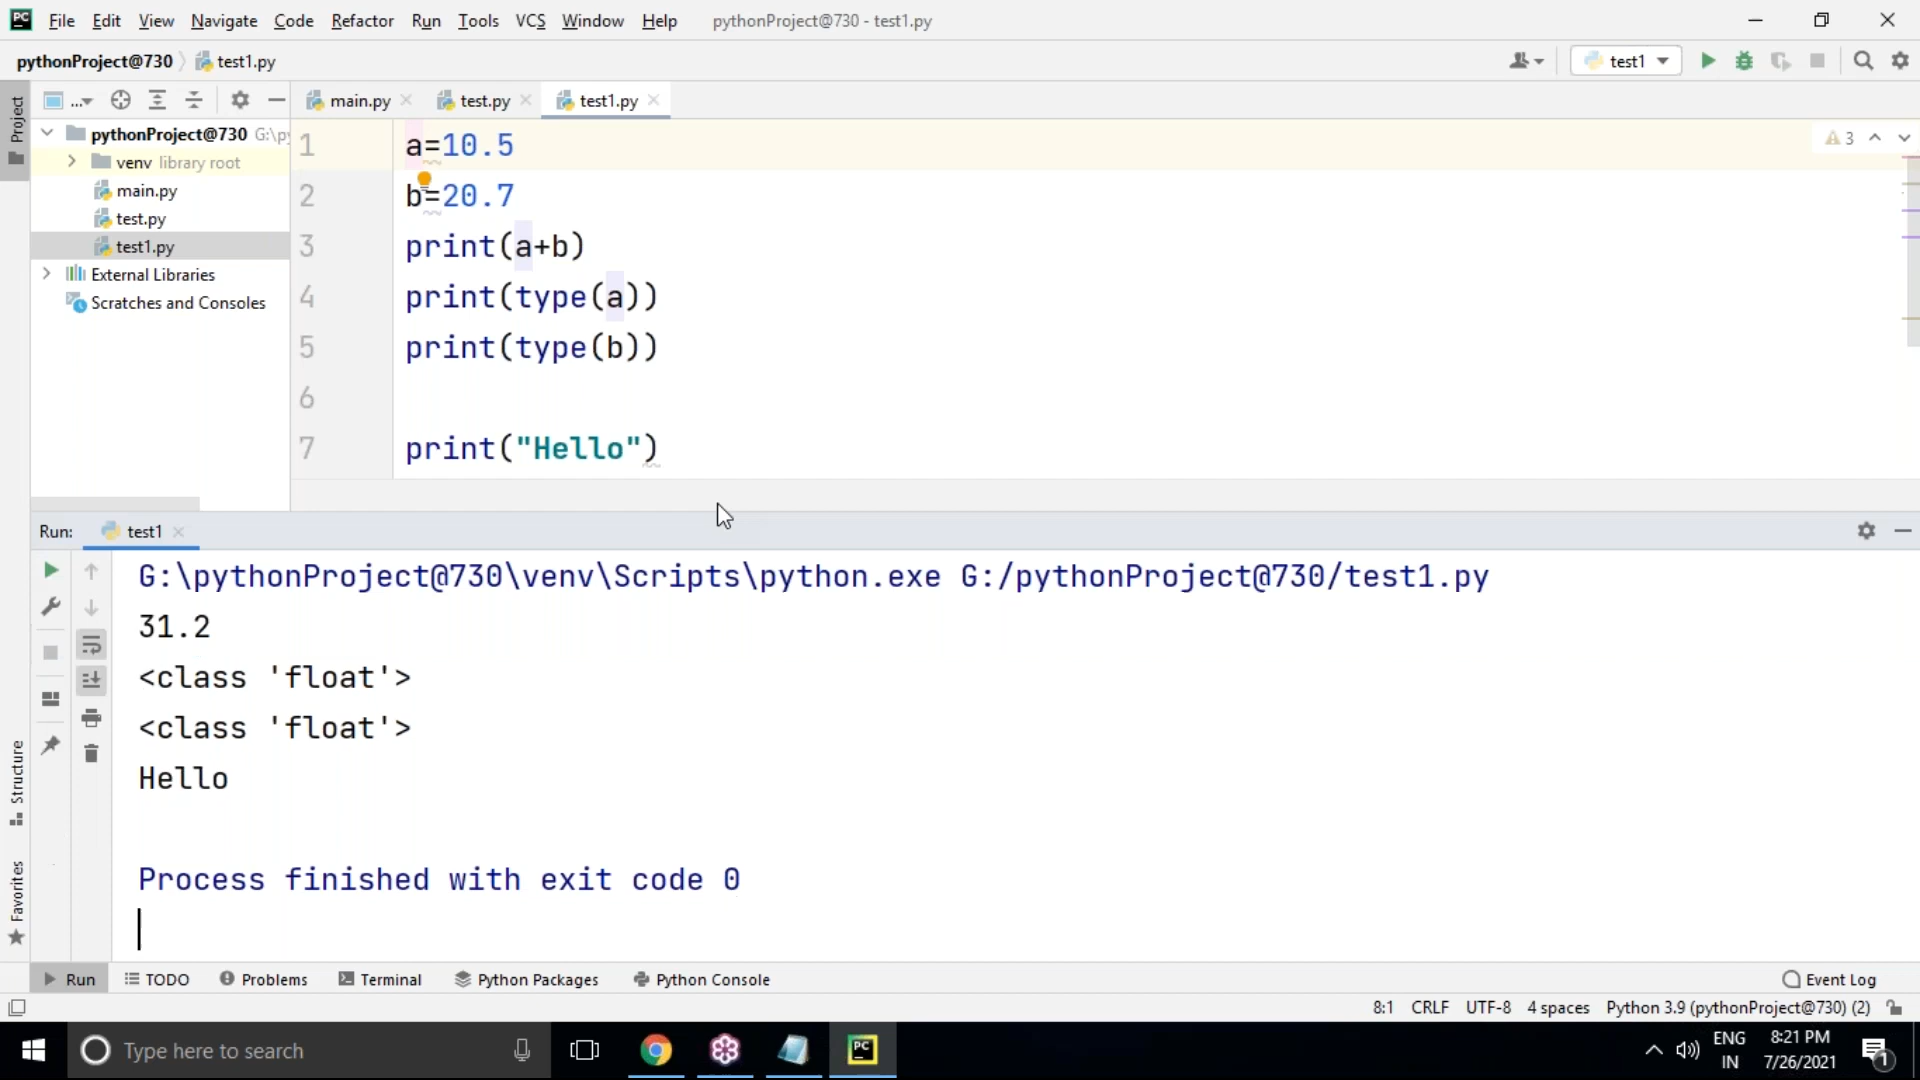 File Edit View Navigate Code Refactor Run Tools VCS Window Help pythonProject@730 - test1.py
pythonProject@730 test1.py
test1
Project
...
main.py
test.py
test1.py
pythonProject@730
venv library root
main.py
test.py
test1.py
External Libraries
Scratches and Consoles
1 a=10.5
2 b=20.7
3 print(a+b)
4 print(type(a))
5 print(type(b))
6
7 print("Hello")
3
Run: test1
G:\pythonProject@730\venv\Scripts\python.exe G:/pythonProject@730/test1.py
31.2
<class 'float'>
<class 'float'>
Hello
Process finished with exit code 0
Structure
Favorites
Run TODO Problems Terminal Python Packages Python Console Event Log
8:1 CRLF UTF-8 4 spaces Python 3.9 (pythonProject@730) (2)
Type here to search
ENG
IN
8:21 PM
7/26/2021
1